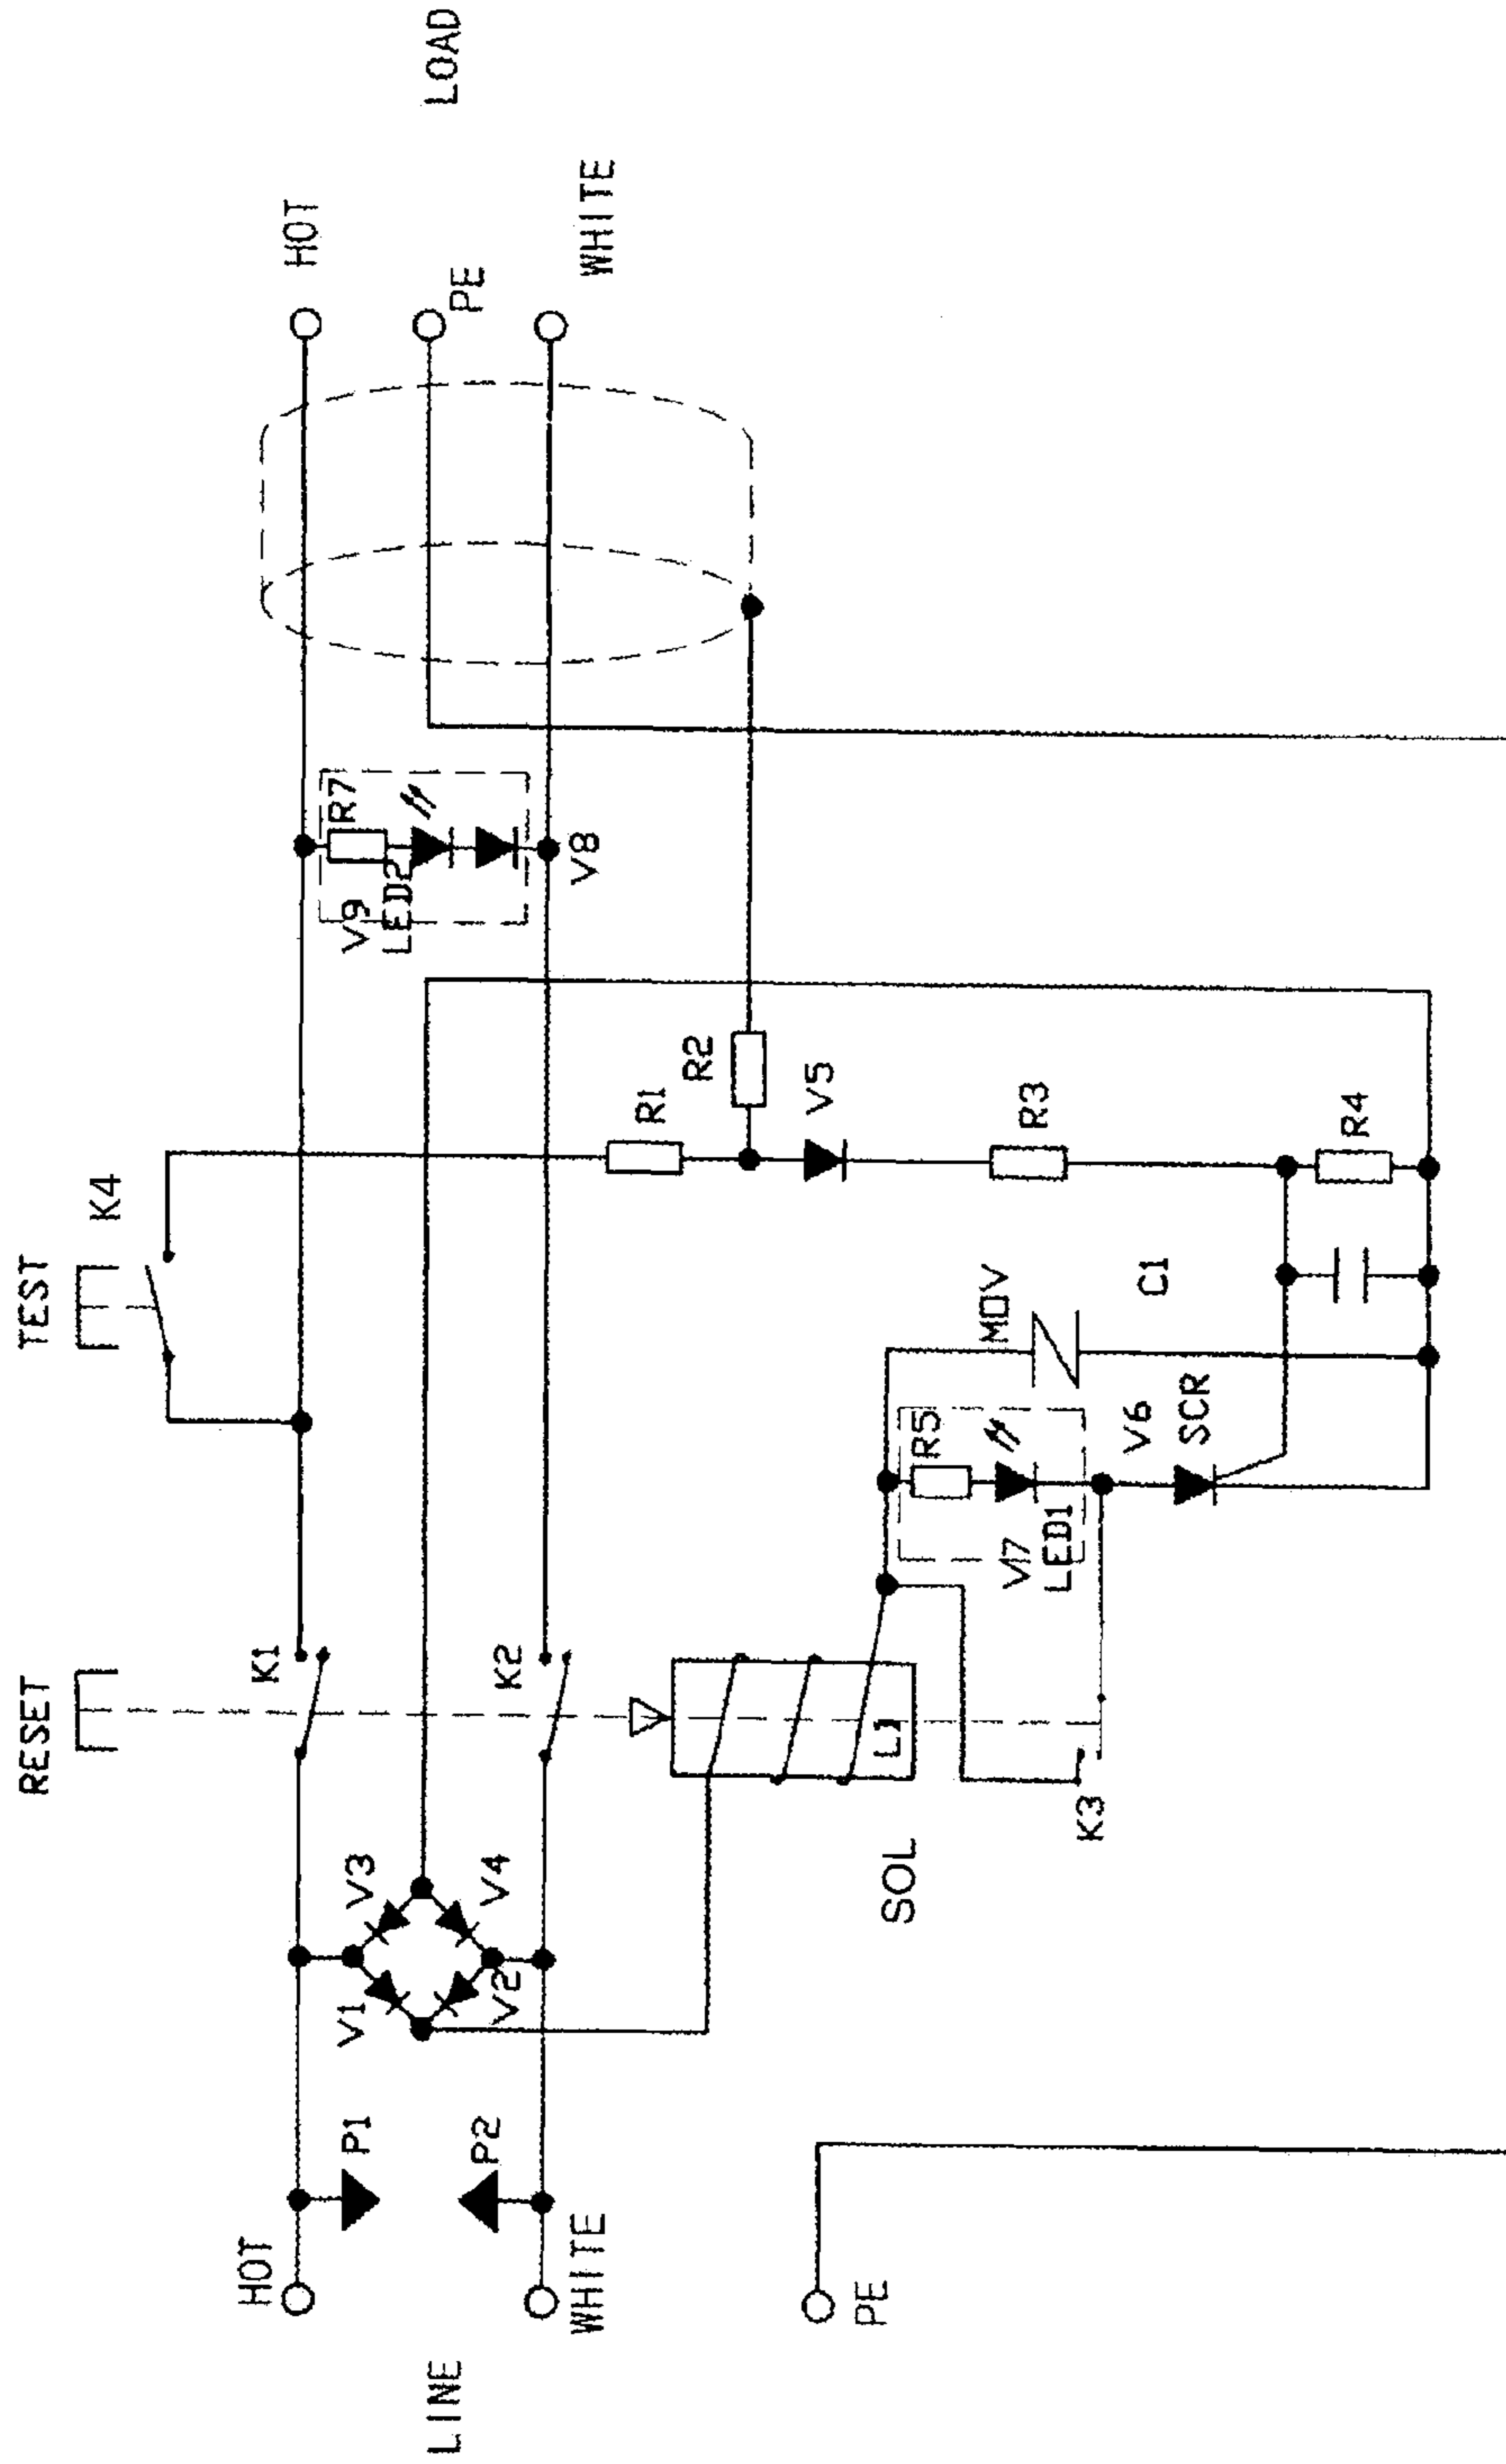 RESET
TEST
K4
K1
K2
LINE
HOT
P1
P2
WHITE
PE
V1
V3
V4
V2
SOL
L1
K3
V7
LED1
R5
V6
SCR
MOV
C1
R1
R2
V5
R3
R4
V9
LED2
R7
V8
HOT
PE
WHITE
LOAD